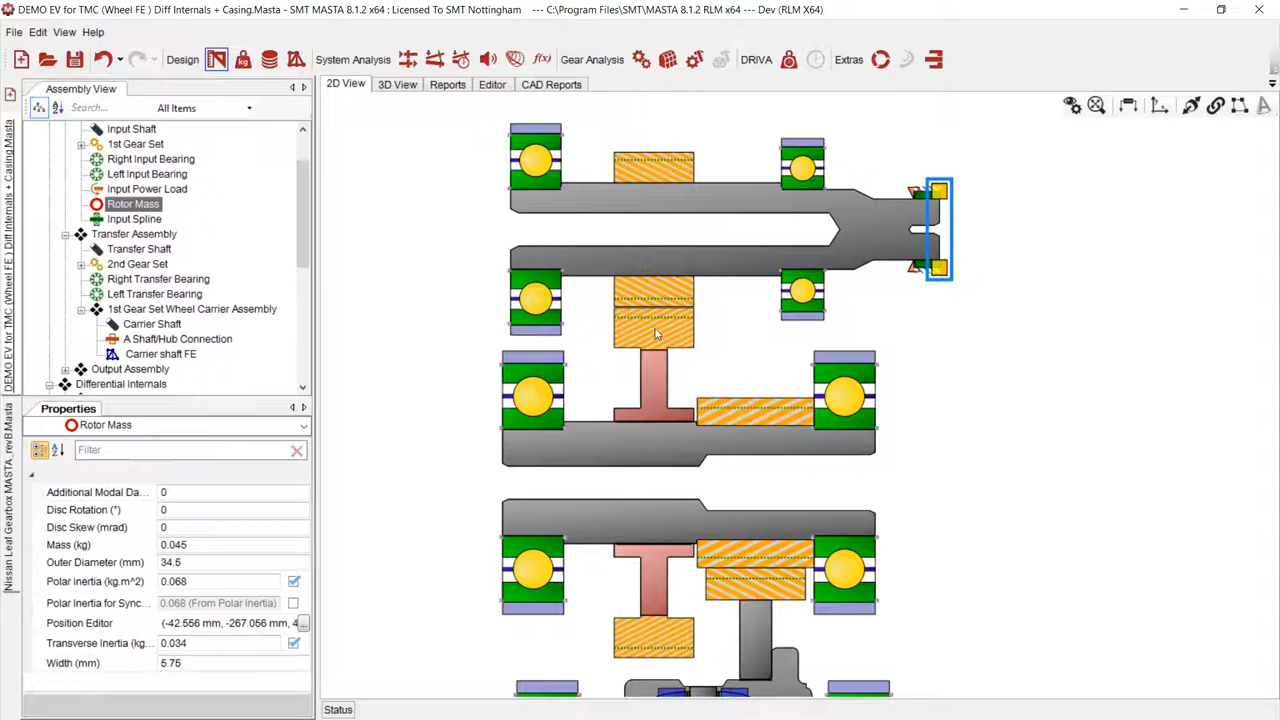 DEMO EV for TMC (Wheel FE ) Diff Internals + Casing.Masta - SMT MASTA 8.1.2 x64 : Licensed To SMT Nottingham --- C:\Program Files\SMT\MASTA 8.1.2 RLM x64 --- Dev (RLM X64)
File Edit View Help
Design System Analysis f(x) Gear Analysis DRIVA Extras
Assembly View
Search... All Items
Input Shaft
1st Gear Set
Right Input Bearing
Left Input Bearing
Input Power Load
Rotor Mass
Input Spline
Transfer Assembly
Transfer Shaft
2nd Gear Set
Right Transfer Bearing
Left Transfer Bearing
1st Gear Set Wheel Carrier Assembly
Carrier Shaft
A Shaft/Hub Connection
Carrier shaft FE
Output Assembly
Differential Internals
DEMO EV for TMC (Wheel FE ) Diff Internals + Casing.Masta
Nissan Leaf Gearbox MASTA_revB.Masta
Properties
Rotor Mass
Filter
Additional Modal Da... 0
Disc Rotation (°) 0
Disc Skew (mrad) 0
Mass (kg) 0.045
Outer Diameter (mm) 34.5
Polar Inertia (kg.m^2) 0.068
Polar Inertia for Sync... 0.068 (From Polar Inertia)
Position Editor (-42.556 mm, -267.056 mm, 4 ...
Transverse Inertia (kg... 0.034
Width (mm) 5.75
2D View 3D View Reports Editor CAD Reports
Status